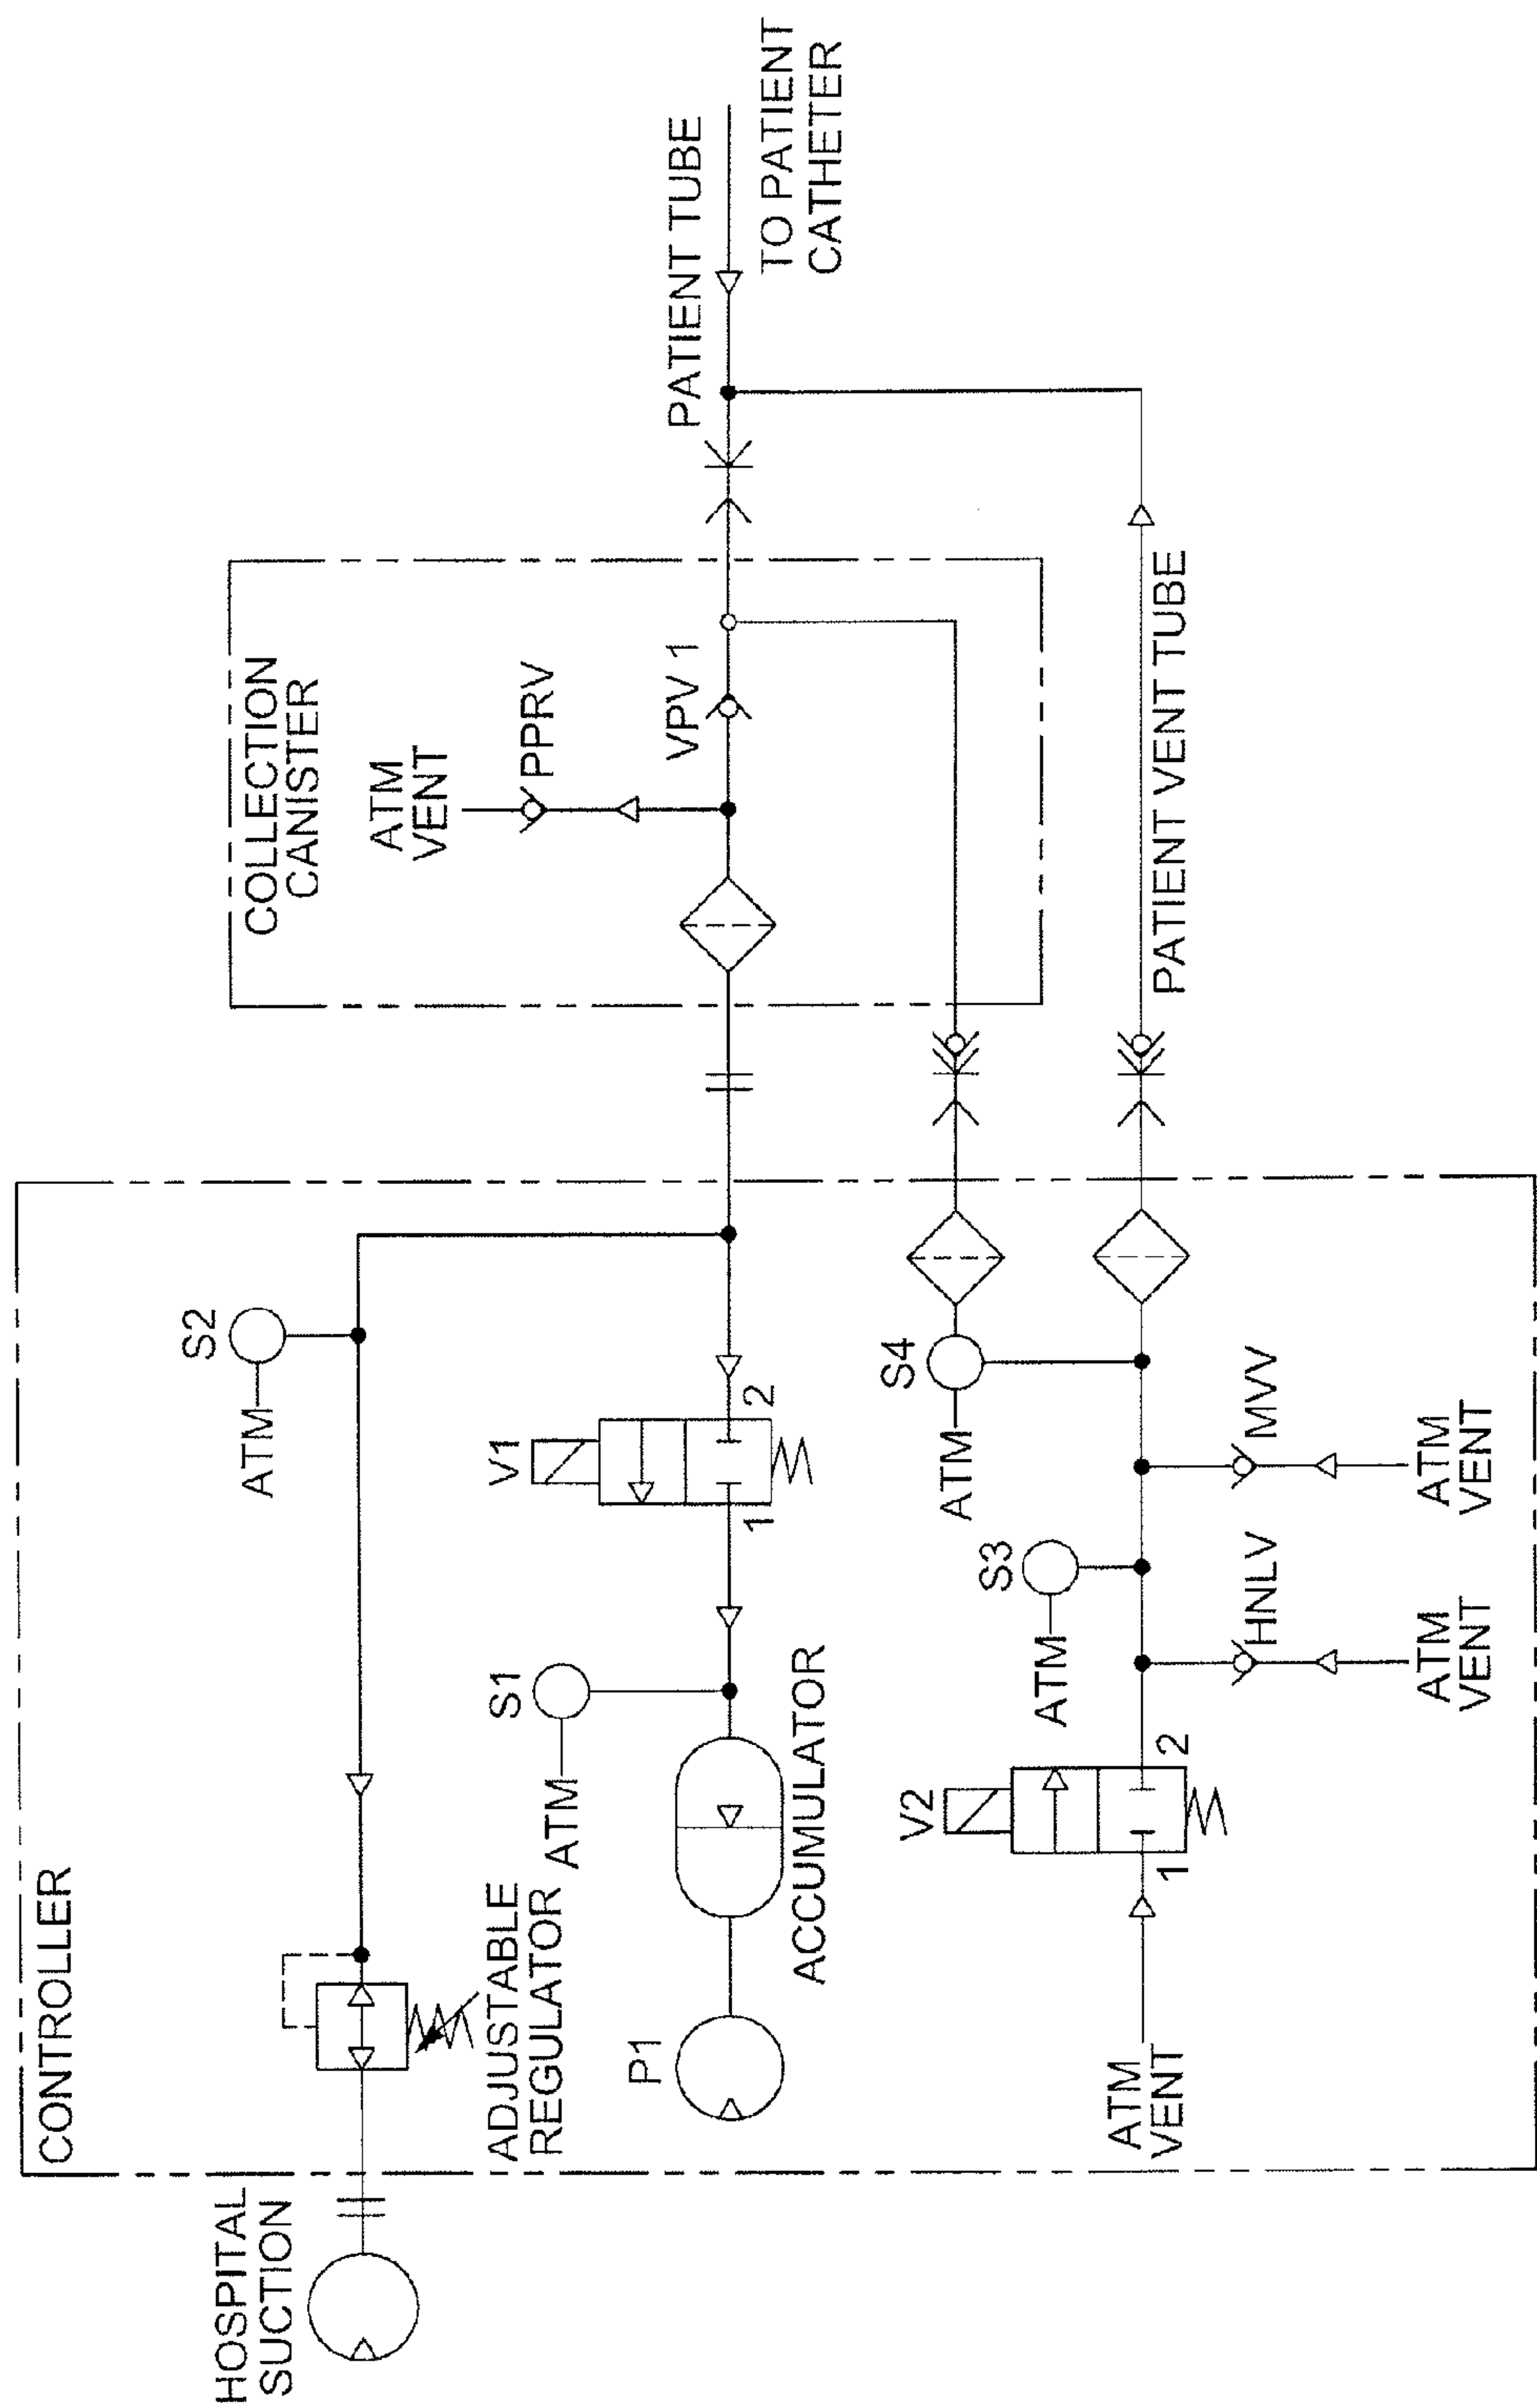 HOSPITAL
SUCTION
CONTROLLER
ADJUSTABLE
REGULATOR
ATM
S2
P1
ACCUMULATOR
ATM
S1
V1
1
2
COLLECTION
CANISTER
ATM
VENT
PPRV
VPV 1
PATIENT TUBE
TO PATIENT
CATHETER
ATM
VENT
V2
1
2
ATM
S3
ATM
S4
HNLV
ATM
VENT
MVV
ATM
VENT
PATIENT VENT TUBE